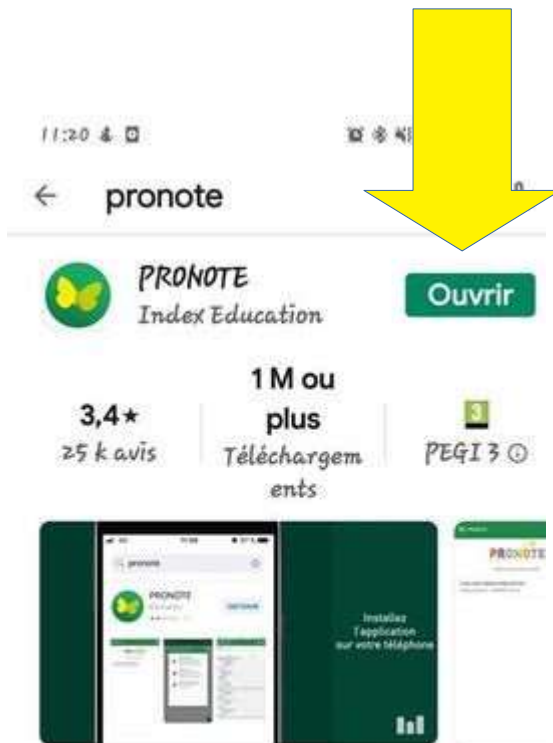 11:20
pronote
PRONOTE
Index Education
Ouvrir
3,4★
25 k avis
1 M ou
plus
Téléchargem
ents
3
PEGI 3
pronote
PRONOTE
Installez
l'application
sur votre téléphone
PRONOTE